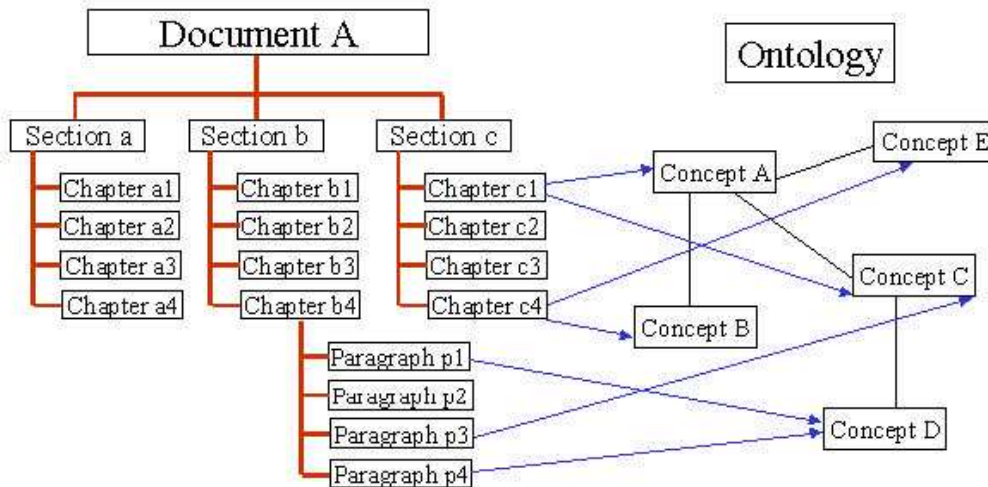 Document A
Ontology
Section a
Section b
Section c
Concept E
Concept A
Chapter a1
Chapter b1
Chapter c1
Chapter a2
Chapter b2
Chapter c2
Chapter a3
Chapter b3
Chapter c3
Concept C
Chapter a4
Chapter b4
Chapter c4
Concept B
Paragraph p1
Paragraph p2
Paragraph p3
Concept D
Paragraph p4